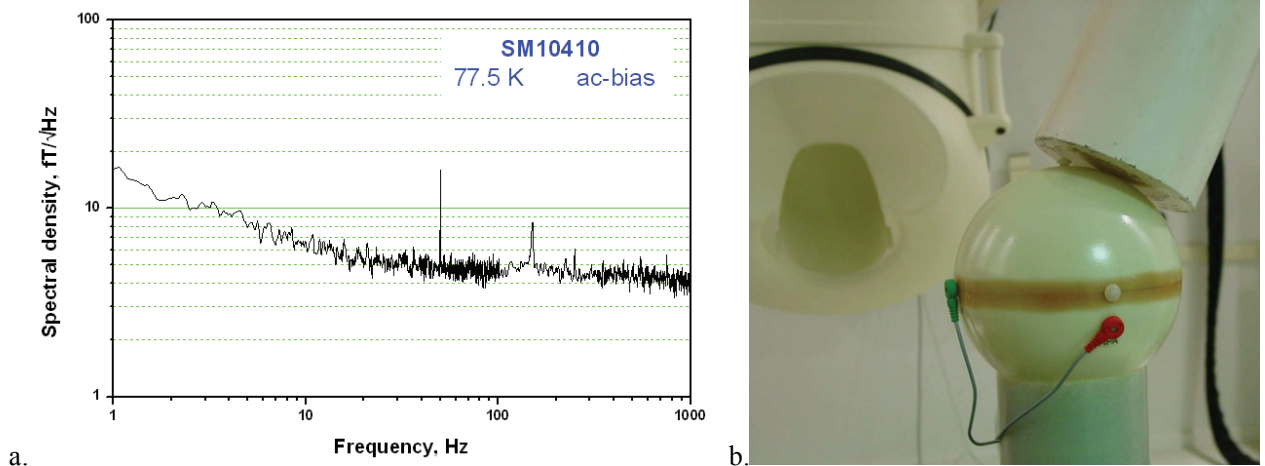 100
10
1
Spectral density, fT/√Hz
SM10410
77.5 K ac-bias
1 10 100 1000
Frequency, Hz
a.
b.